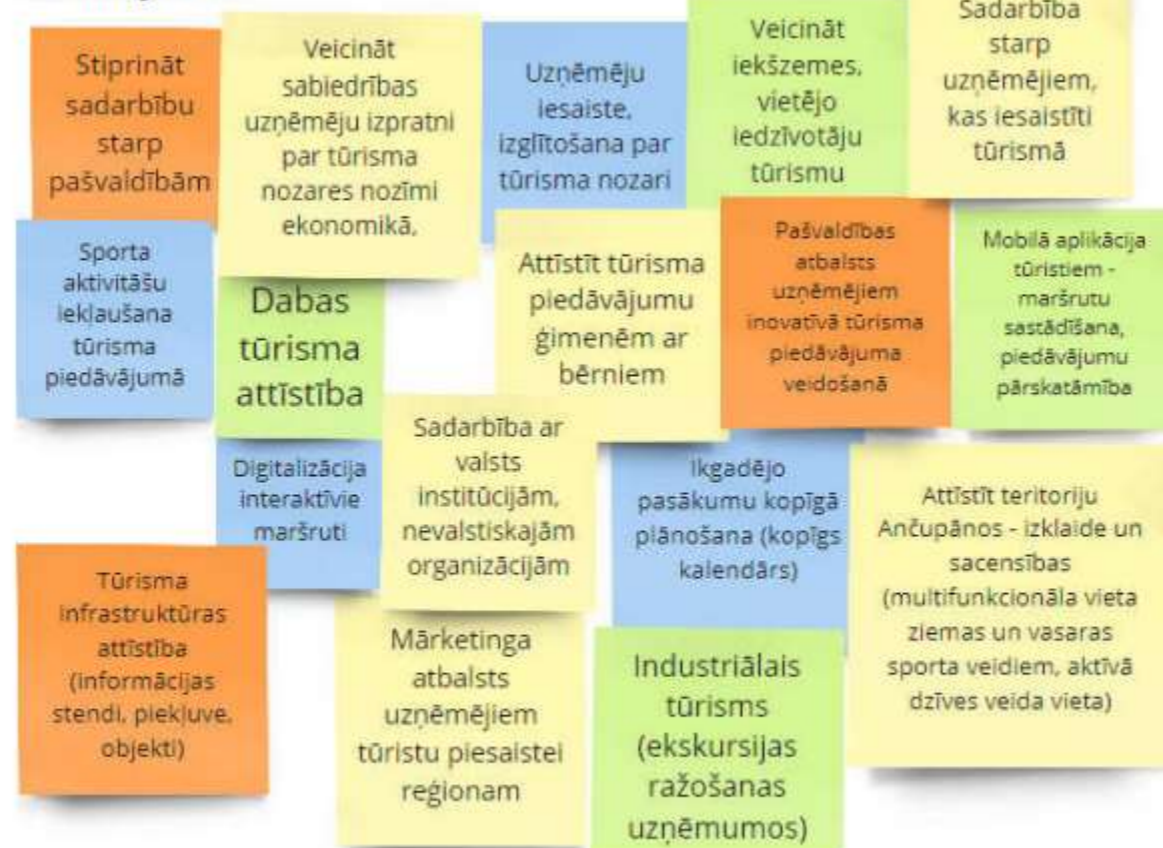 Stiprināt
sadarbību
starp
pašvaldībām
Veicināt
sabiedrības
uzņēmēju izpratni
par tūrisma
nozares nozīmi
ekonomikā,
Uzņēmēju
iesaiste,
izglītošana par
tūrisma nozari
Veicināt
iekšzemes,
vietējo
iedzīvotāju
tūrismu
Sadarbība
starp
uzņēmējiem,
kas iesaistīti
tūrismā
Sporta
aktivitāšu
iekļaušana
tūrisma
piedāvājumā
Dabas
tūrisma
attīstība
Attīstīt tūrisma
piedāvājumu
ģimenēm ar
bērniem
Pašvaldības
atbalsts
uzņēmējiem
inovatīvā tūrisma
piedāvājuma
veidošanā
Mobilā aplikācija
tūristiem -
maršrutu
sastādīšana,
piedāvājumu
pārskatāmība
Digitalizācija
interaktīvie
maršruti
Sadarbība ar
valsts
institūcijām,
nevalstiskajām
organizācijām
Ikgadējo
pasākumu kopīgā
plānošana (kopīgs
kalendārs)
Attīstīt teritoriju
Ančupānos - izklaide un
sacensības
(multifunkcionāla vieta
ziemas un vasaras
sporta veidiem, aktīvā
dzīves veida vieta)
Tūrisma
infrastruktūras
attīstība
(informācijas
stendi, piekļuve,
objekti)
Mārketinga
atbalsts
uzņēmējiem
tūristu piesaistei
reģionam
Industriālais
tūrisms
(ekskursijas
ražošanas
uzņēmumos)